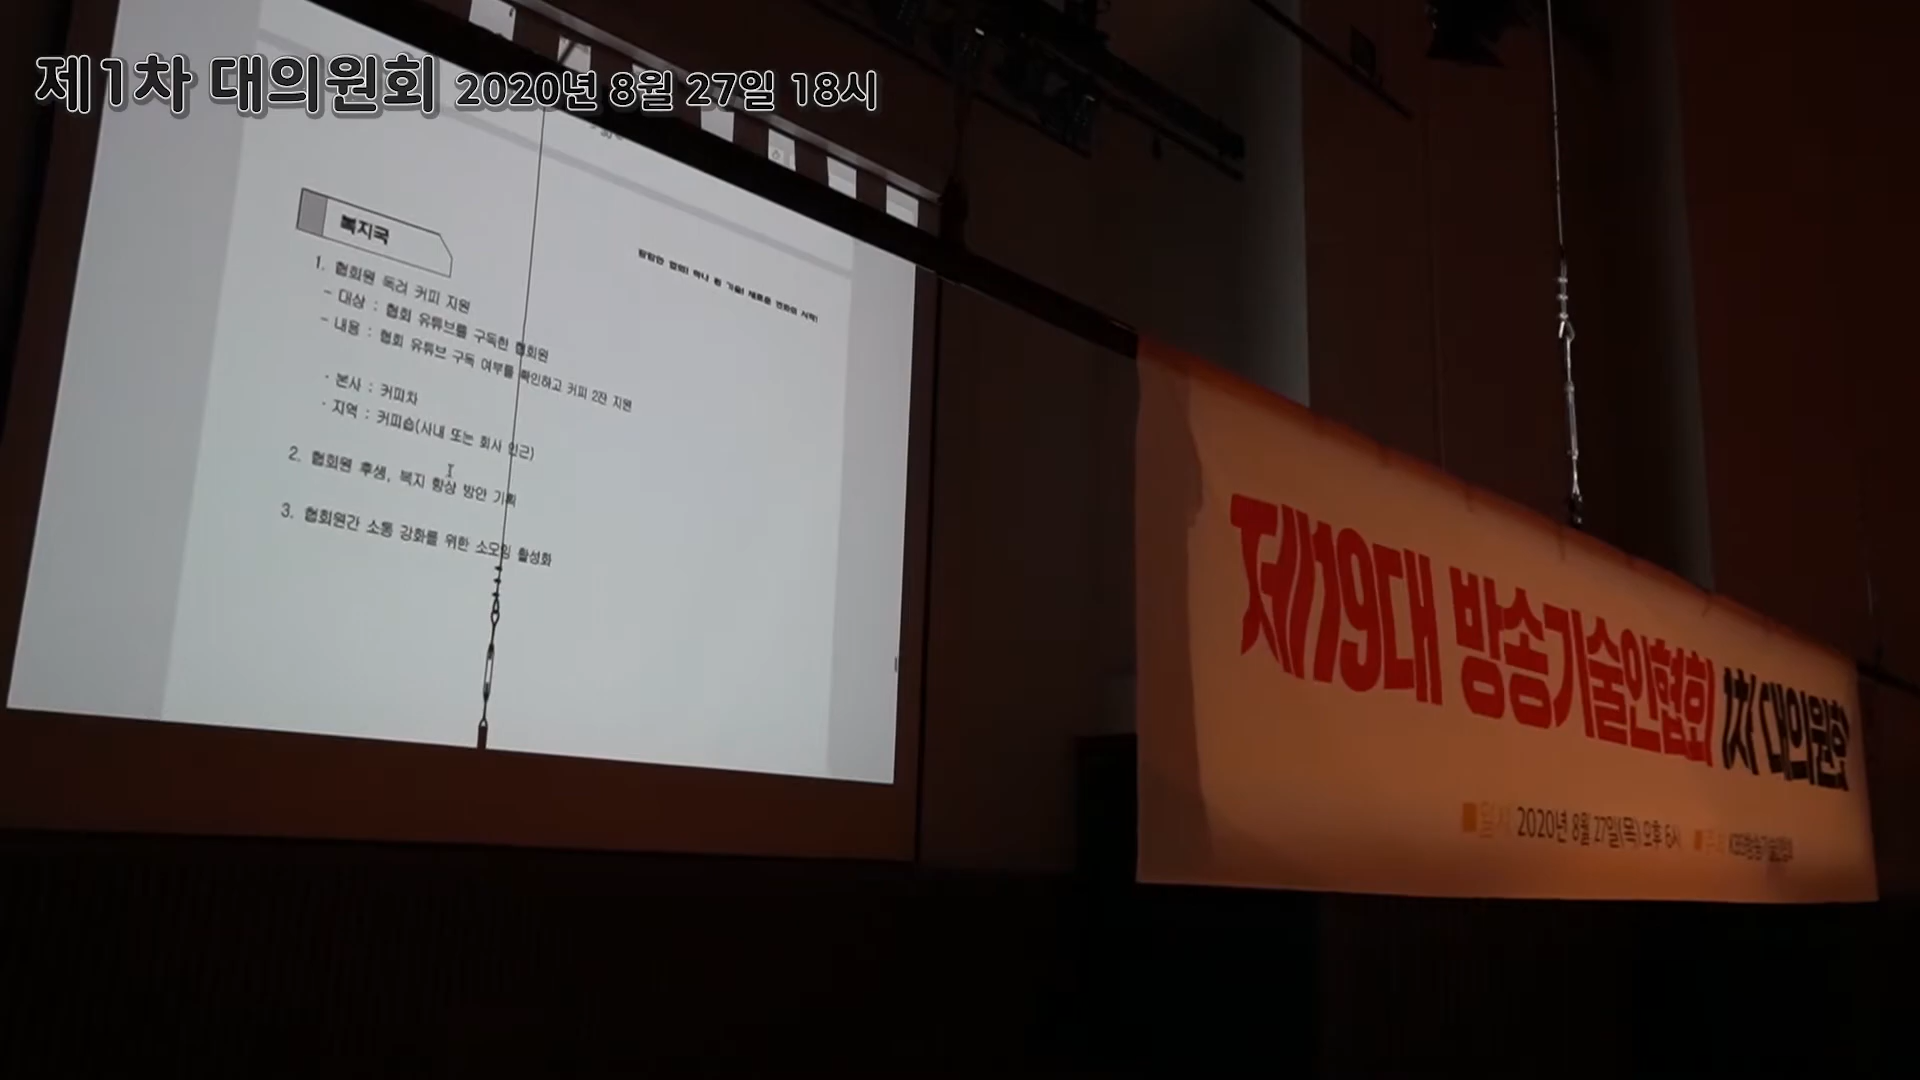 제1차 대의원회 2020년 8월 27일 18시
복지국
1. 협회원 독려 커피 지원
- 대상 : 협회 유튜브를 구독한 협회원
- 내용 : 협회 유튜브 구독 여부를 확인하고 커피 2잔 지원
· 본사 : 커피차
· 지역 : 커피숍(사내 또는 회사 인근)
2. 협회원 후생, 복지 향상 방안 기획
3. 협회원간 소통 강화를 위한 소모임 활성화
제19대 방송기술인협회 1차 대의원회
일시 2020년 8월 27일(목) 오후 6시